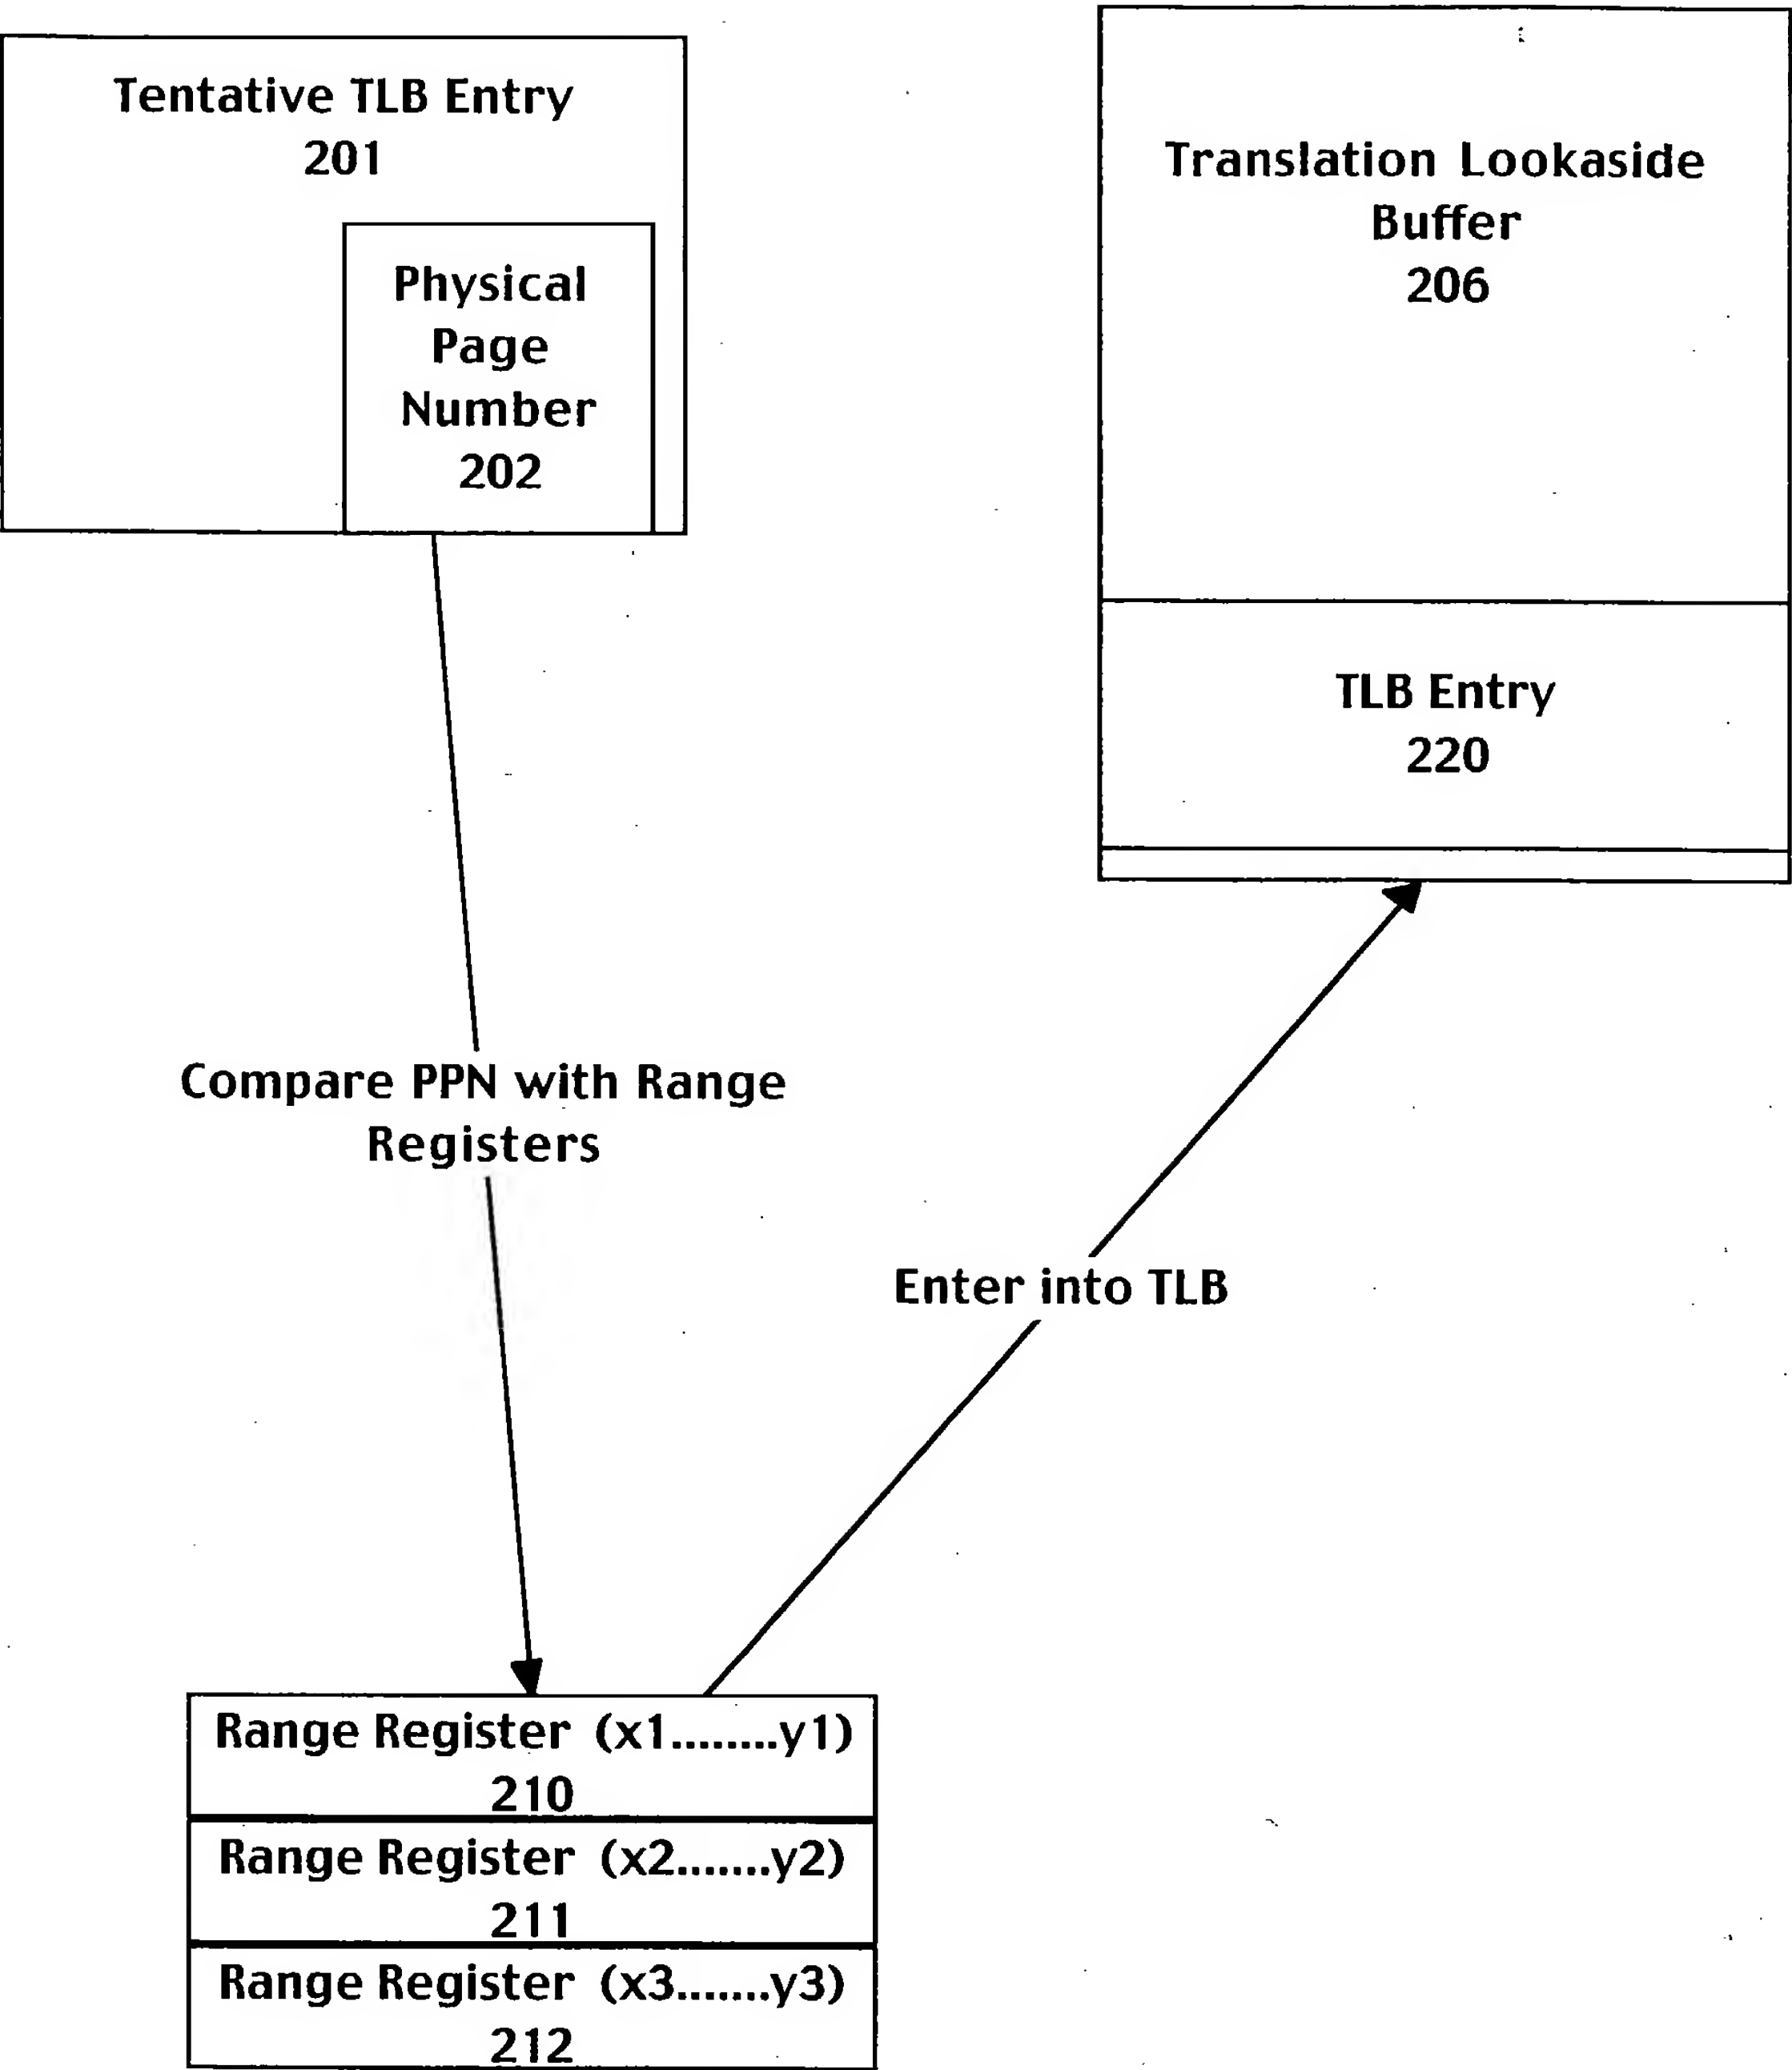 Tentative TLB Entry
201
Physical
Page
Number
202
Translation Lookaside
Buffer
206
TLB Entry
220
Compare PPN with Range
Registers
Enter into TLB
Range Register (x1........y1)
210
Range Register (x2.......y2)
211
Range Register (x3.......y3)
212